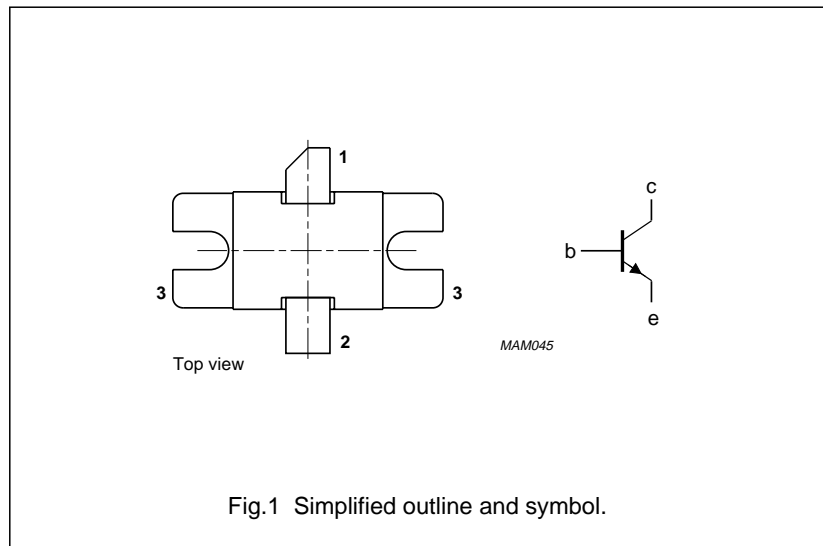 1
c
b
3
3
e
2
MAM045
Top view
Fig.1 Simplified outline and symbol.